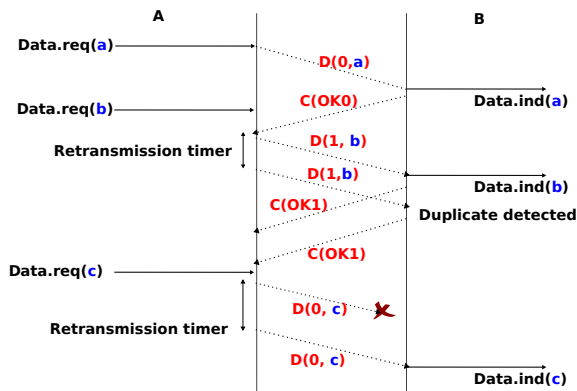 A
B
Data.req(a)
D(0,a)
C(OK0)
Data.ind(a)
Data.req(b)
D(1, b)
Retransmission timer
D(1,b)
Data.ind(b)
C(OK1)
Duplicate detected
C(OK1)
Data.req(c)
D(0, c)
Retransmission timer
D(0, c)
Data.ind(c)